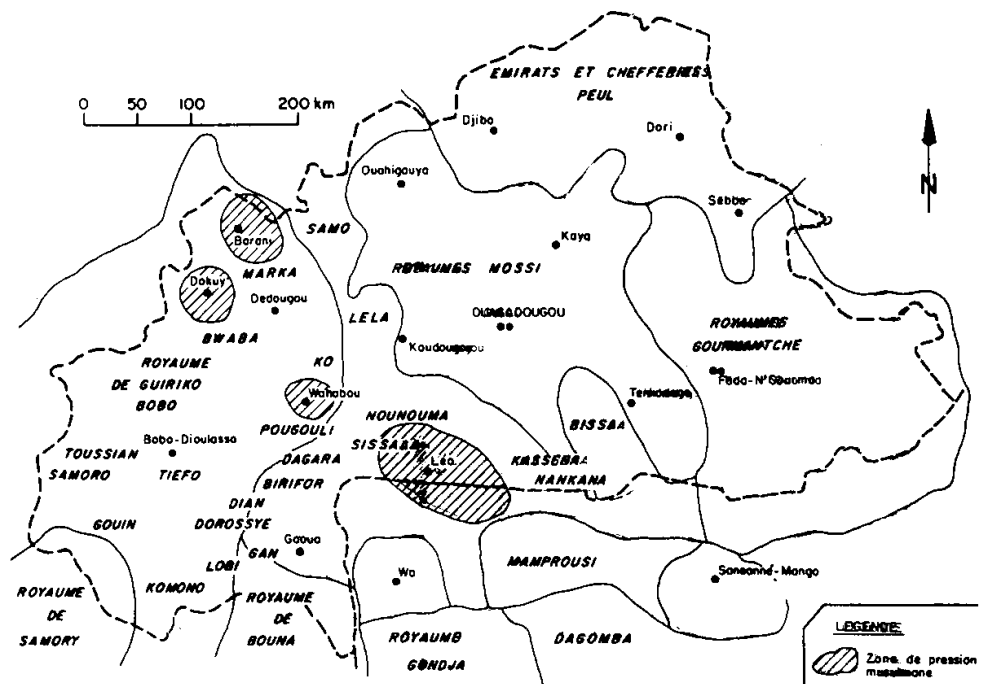 EMIRATS ET CHEFFERIES
PEUL
0 50 100 200 km
Djibo
Dori
N
Ouahigouya
Sebba
SAMO
Barani
Kaya
ROYAUMES MOSSI
MARKA
Dokuy
Dedougou
LELA
OUAGADOUGOU
ROYAUMES
GOURMANTCHE
BWABA
Koudougou
KO
ROYAUME
DE GUIRIKO
BOBO
Fada-N'Gourma
Wahabou
Tenkodogo
NOUNOUMA
BISSA
POUGOULI
Bobo-Dioulasso
SISSALA
TOUSSIAN
DAGARA
Léo
KASSENA
SAMORO
TIEFO
BIRIFOR
NANKANA
DIAN
GOUIN
DOROSSYE
Gaoua
GAN
LOBI
MAMPROUSI
Wa
Sansanné-Mango
KOMONO
ROYAUME
DE
SAMORY
ROYAUME
DE
BOUNA
ROYAUME
GONDJA
DAGOMBA
LEGENDE
Zone de pression
musulmane